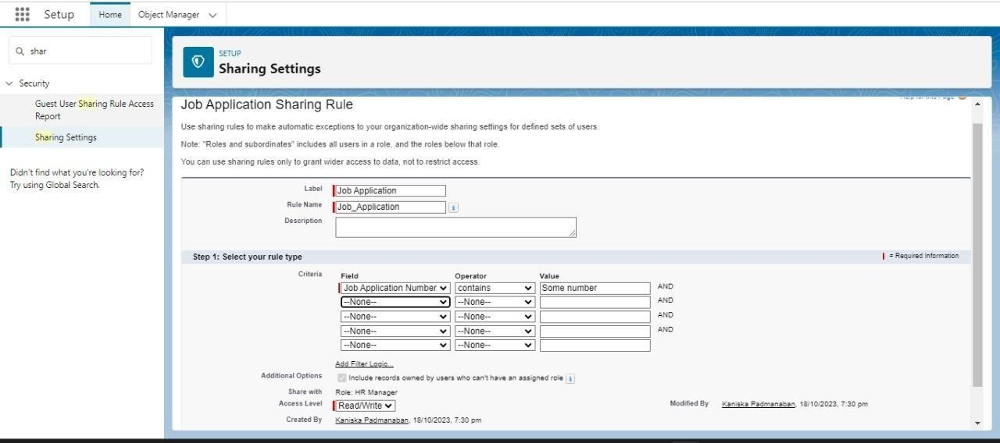 Setup Home Object Manager
shar
Security
Guest User Sharing Rule Access
Report
Sharing Settings
Didn't find what you're looking for?
Try using Global Search.
SETUP
Sharing Settings
Help for this Page
Job Application Sharing Rule
Use sharing rules to make automatic exceptions to your organization-wide sharing settings for defined sets of users.
Note: "Roles and subordinates" includes all users in a role, and the roles below that role.
You can use sharing rules only to grant wider access to data, not to restrict access.
Label Job Application
Rule Name Job_Application i
Description
Step 1: Select your rule type = Required Information
Criteria Field Operator Value
Job Application Number contains Some number AND
--None-- --None-- AND
--None-- --None-- AND
--None-- --None-- AND
--None-- --None--
Add Filter Logic...
Additional Options Include records owned by users who can't have an assigned role i
Share with Role: HR Manager
Access Level Read/Write Modified By Kaniska Padmanaban, 18/10/2023, 7:30 pm
Created By Kaniska Padmanaban, 18/10/2023, 7:30 pm